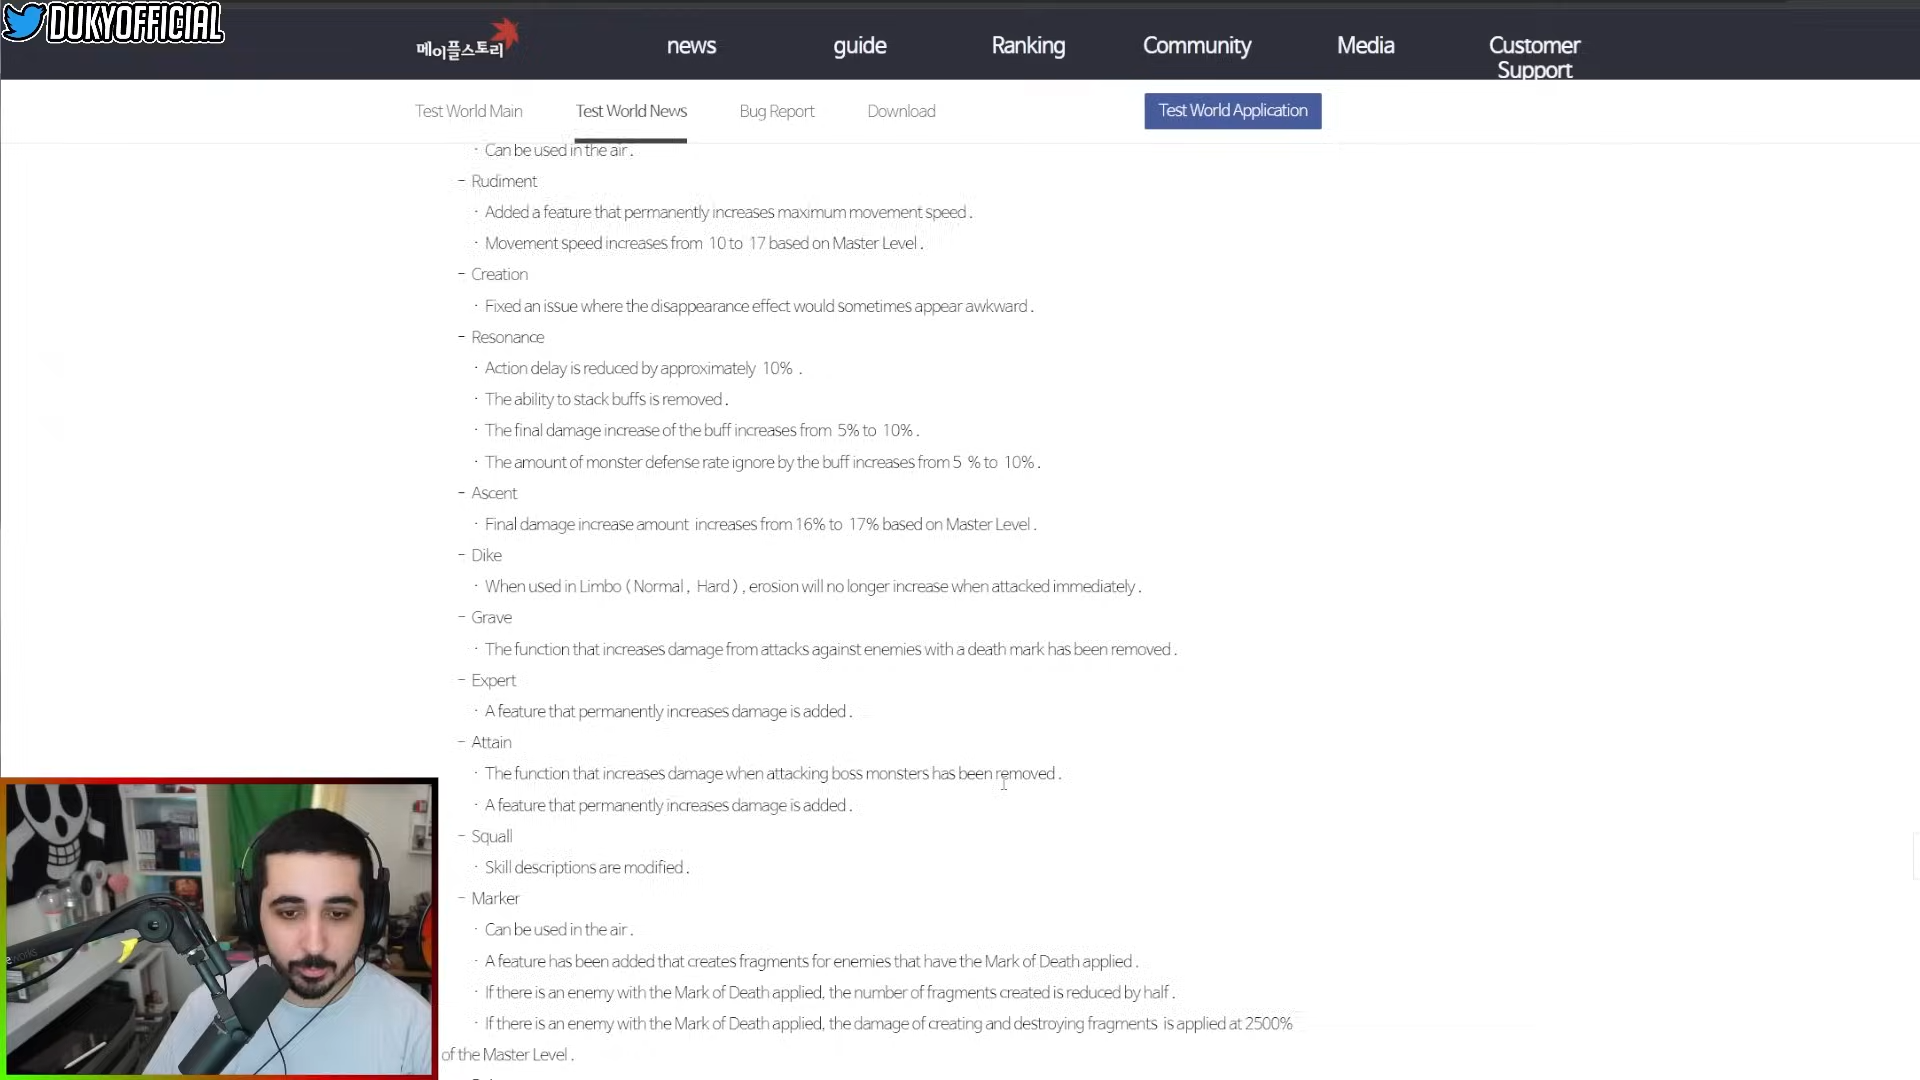 DUKYOFFICIAL
메이플스토리
news
guide
Ranking
Community
Media
Customer
Support
Test World Main
Test World News
Bug Report
Download
Test World Application
· Can be used in the air .
- Rudiment
· Added a feature that permanently increases maximum movement speed .
· Movement speed increases from 10 to 17 based on Master Level .
- Creation
· Fixed an issue where the disappearance effect would sometimes appear awkward .
- Resonance
· Action delay is reduced by approximately 10% .
· The ability to stack buffs is removed .
· The final damage increase of the buff increases from 5% to 10% .
· The amount of monster defense rate ignore by the buff increases from 5 % to 10% .
- Ascent
· Final damage increase amount increases from 16% to 17% based on Master Level .
- Dike
· When used in Limbo (Normal, Hard) , erosion will no longer increase when attacked immediately .
- Grave
· The function that increases damage from attacks against enemies with a death mark has been removed .
- Expert
· A feature that permanently increases damage is added .
- Attain
· The function that increases damage when attacking boss monsters has been removed .
· A feature that permanently increases damage is added .
- Squall
· Skill descriptions are modified .
- Marker
· Can be used in the air .
· A feature has been added that creates fragments for enemies that have the Mark of Death applied .
· If there is an enemy with the Mark of Death applied, the number of fragments created is reduced by half .
· If there is an enemy with the Mark of Death applied, the damage of creating and destroying fragments is applied at 2500%
of the Master Level .